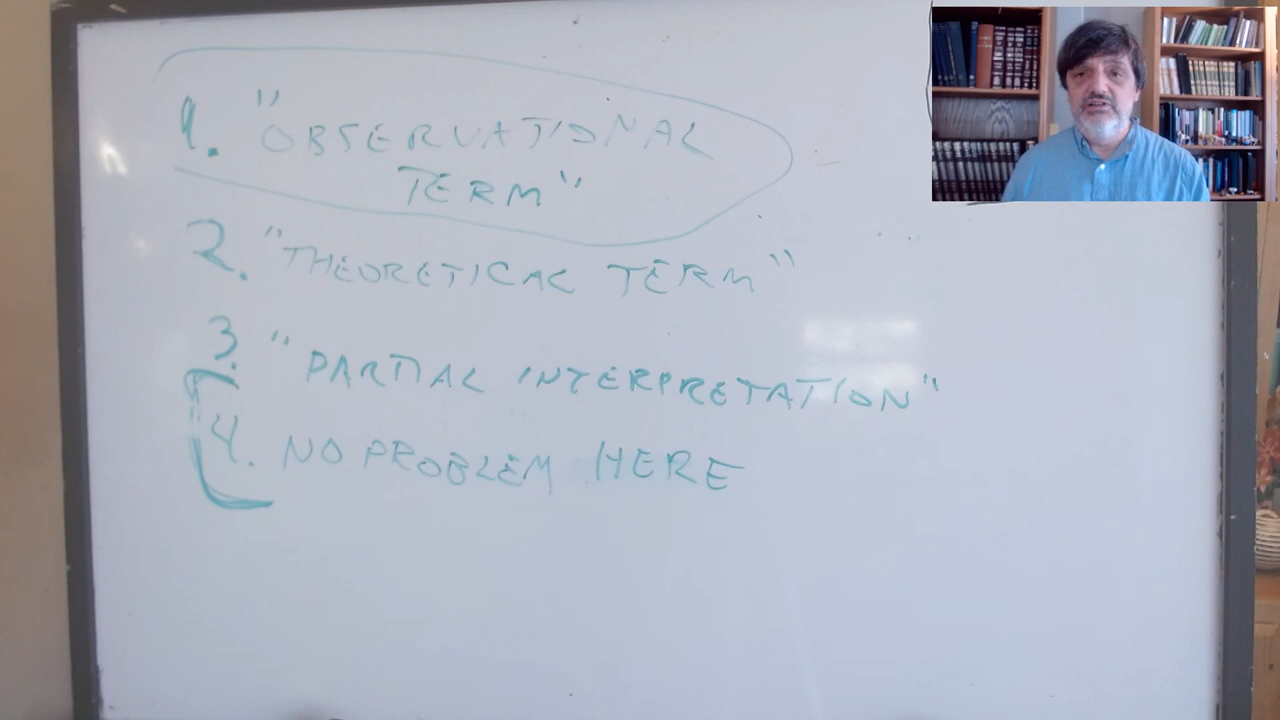 1. "OBSERVATIONAL
TERM"
2. "THEORETICAL TERM"
3. "PARTIAL INTERPRETATION"
4. NO PROBLEM HERE